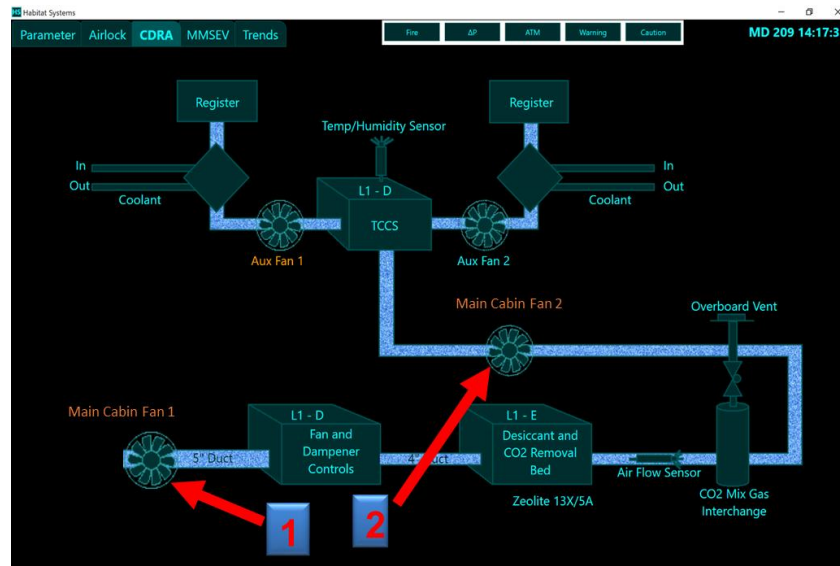 HS Habitat Systems
Parameter Airlock CDRA MMSEV Trends
Fire ΔP ATM Warning Caution
MD 209 14:17:3
Register
Register
Temp/Humidity Sensor
In
Out
Coolant
In
Out
Coolant
L1 - D
TCCS
Aux Fan 1
Aux Fan 2
Main Cabin Fan 2
Overboard Vent
Main Cabin Fan 1
5" Duct
L1 - D
Fan and
Dampener
Controls
4" Duct
L1 - E
Desiccant and
CO2 Removal
Bed
Zeolite 13X/5A
Air Flow Sensor
CO2 Mix Gas
Interchange
1
2